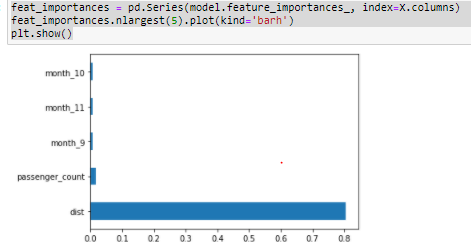 feat_importances = pd.Series(model.feature_importances_, index=X.columns)
feat_importances.nlargest(5).plot(kind='barh')
plt.show()
month_10
month_11
month_9
passenger_count
dist
0.0 0.1 0.2 0.3 0.4 0.5 0.6 0.7 0.8